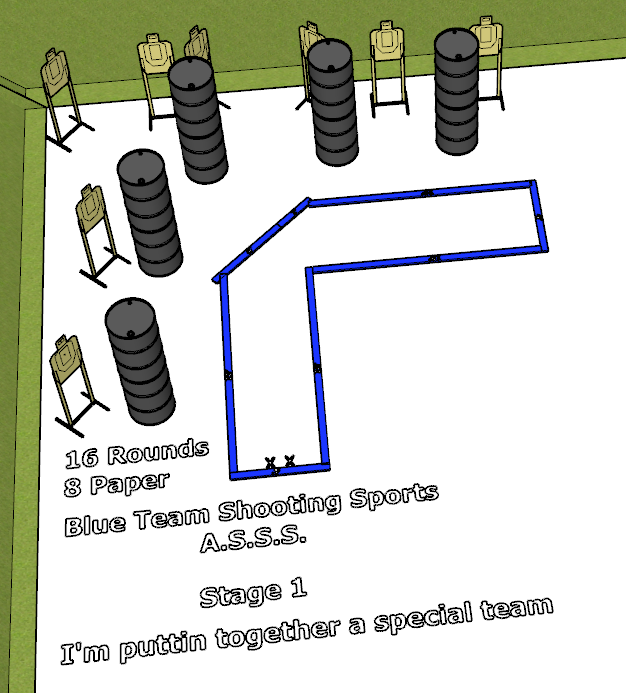 16 Rounds
8 Paper
Blue Team Shooting Sports
A.S.S.S.
Stage 1
I'm puttin together a special team